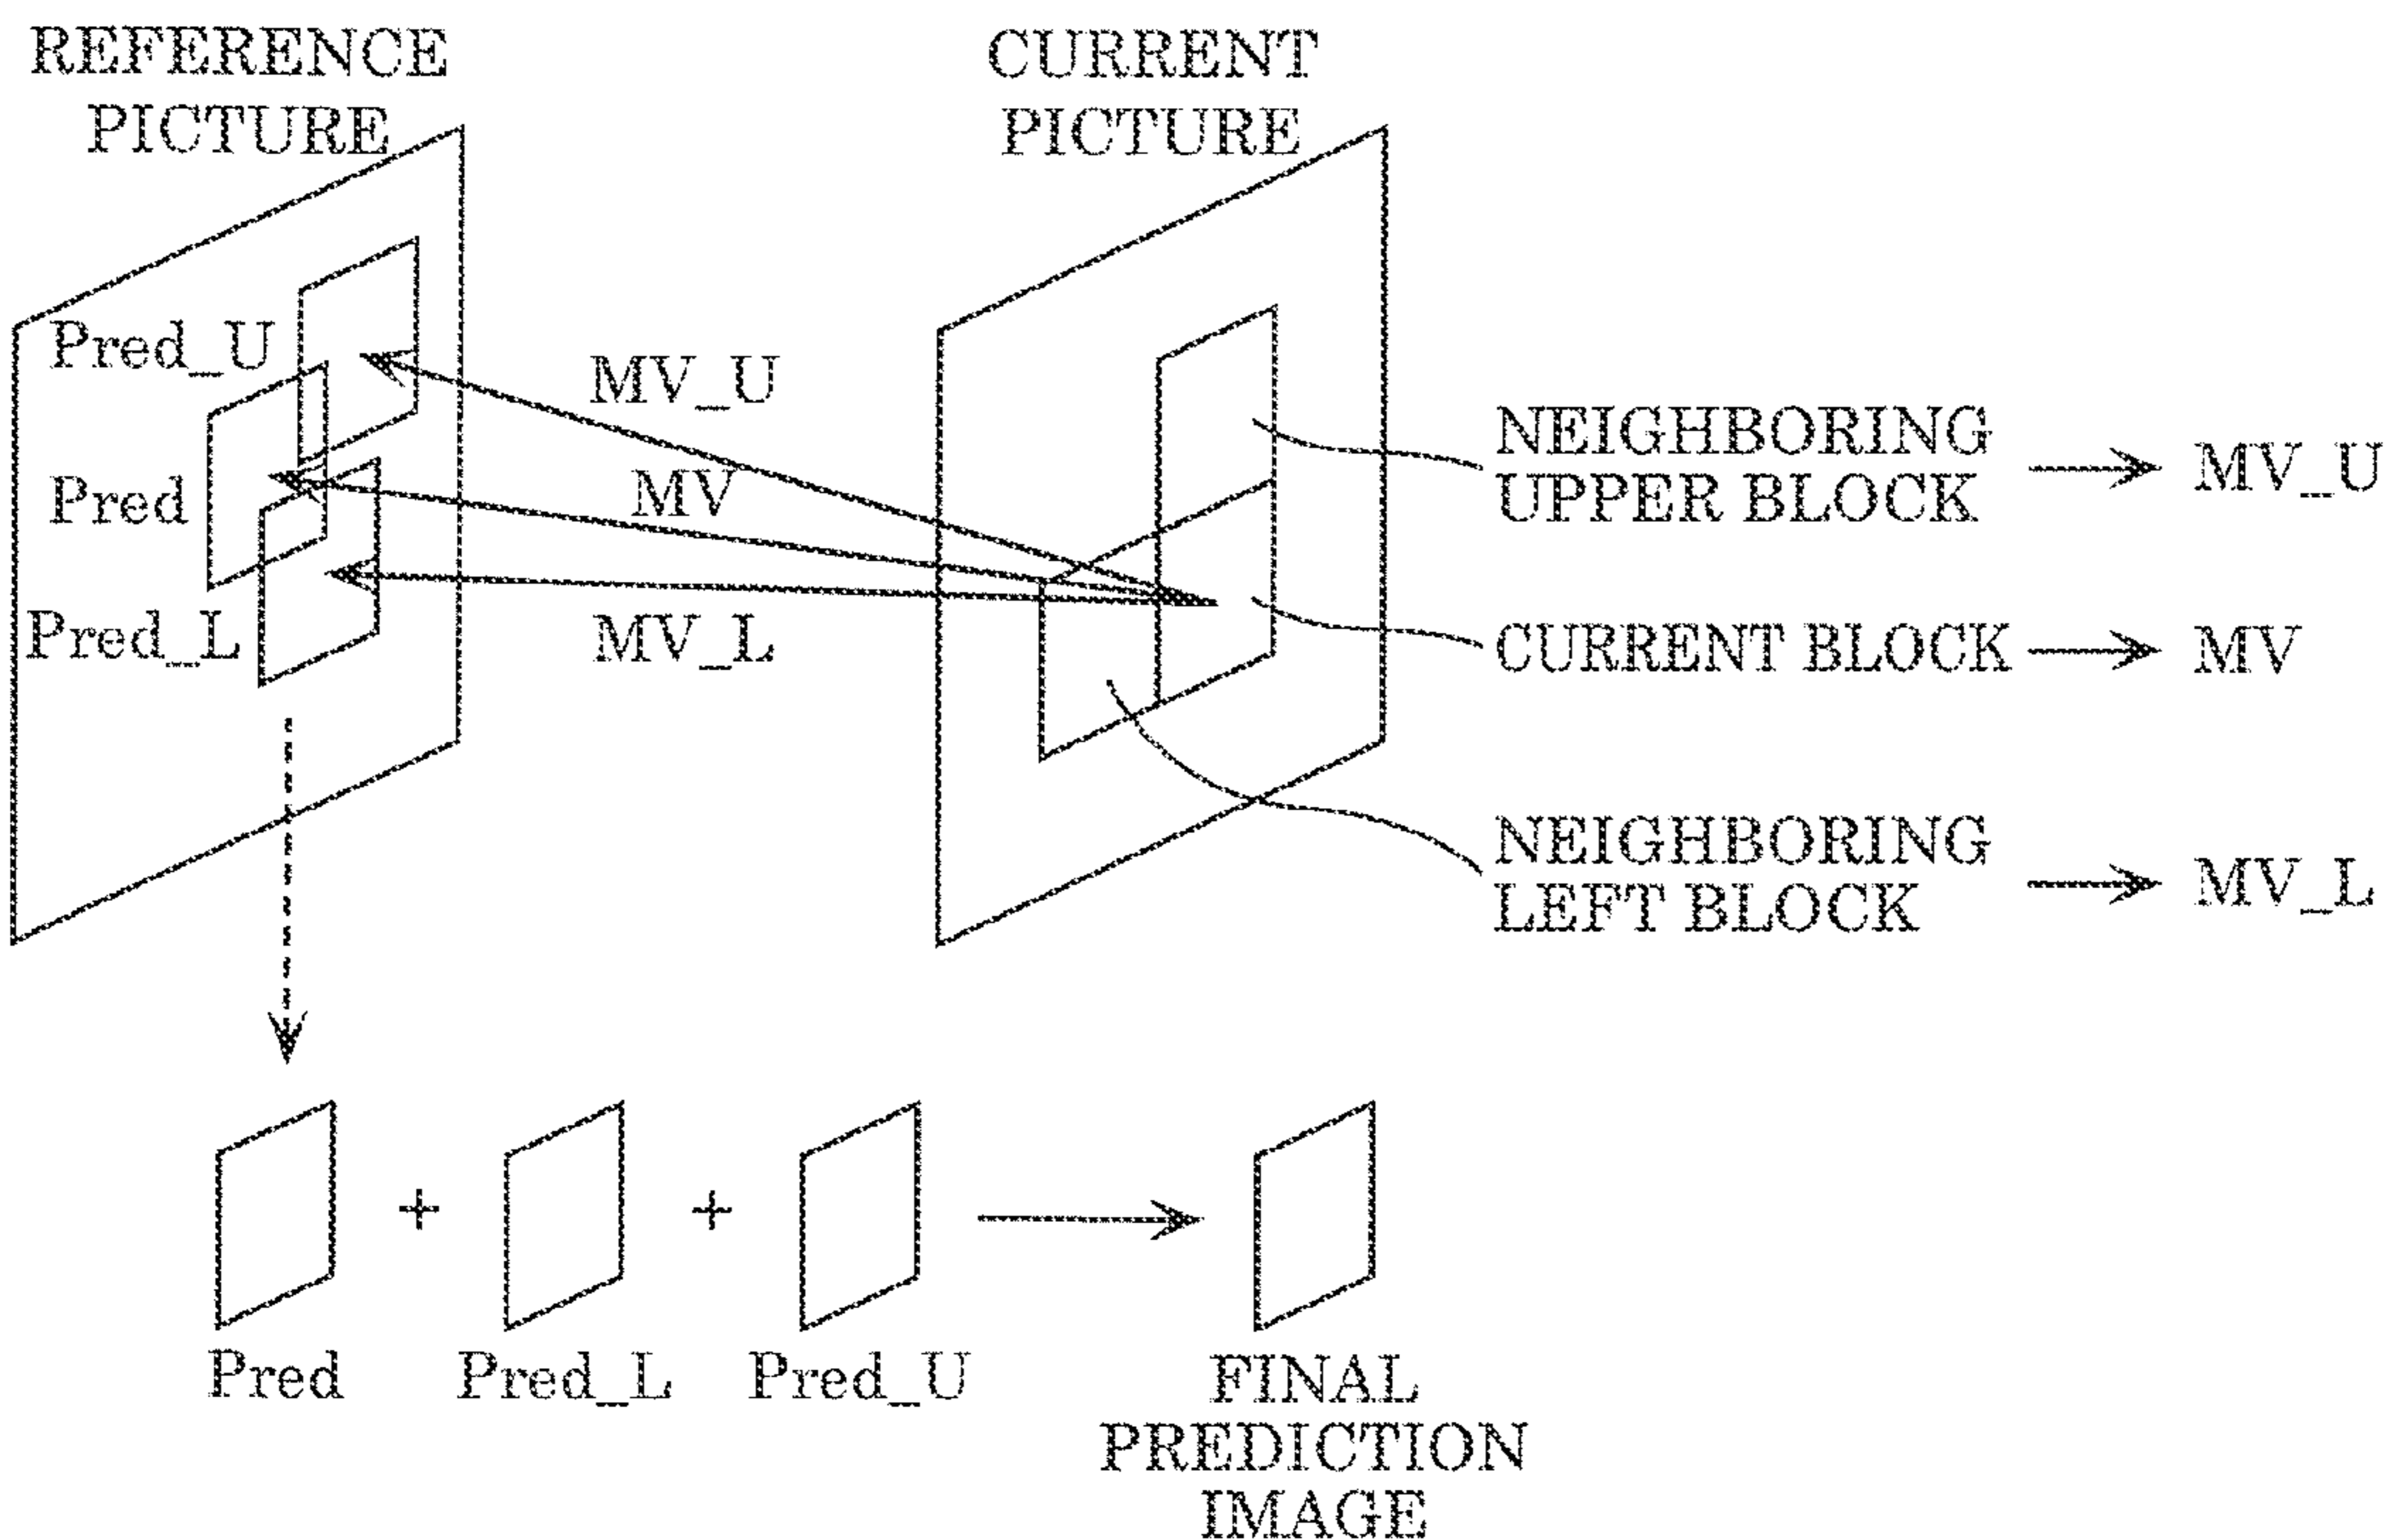 REFERENCE
PICTURE
CURRENT
PICTURE
Pred_U
MV_U
NEIGHBORING
UPPER BLOCK
MV_U
Pred
MV
Pred_L
MV_L
CURRENT BLOCK
MV
NEIGHBORING
LEFT BLOCK
MV_L
+
+
Pred
Pred_L
Pred_U
FINAL
PREDICTION
IMAGE